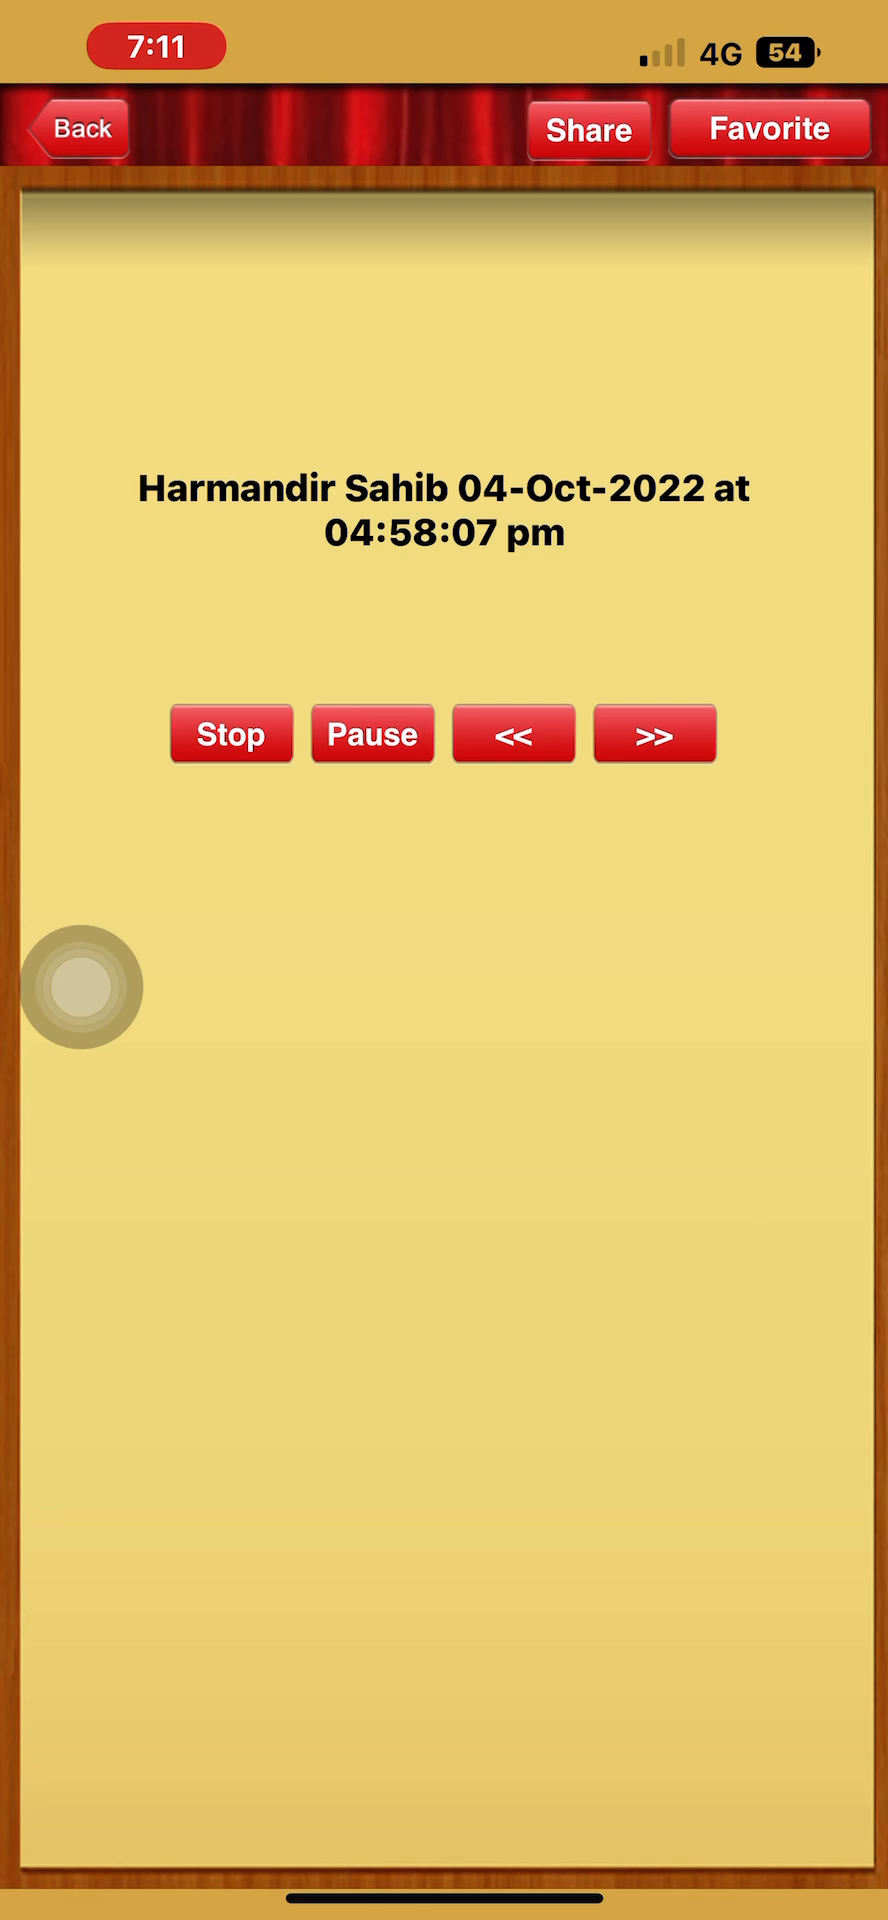 7:11
4G 54
Back
Share
Favorite
Harmandir Sahib 04-Oct-2022 at
04:58:07 pm
Stop Pause << >>